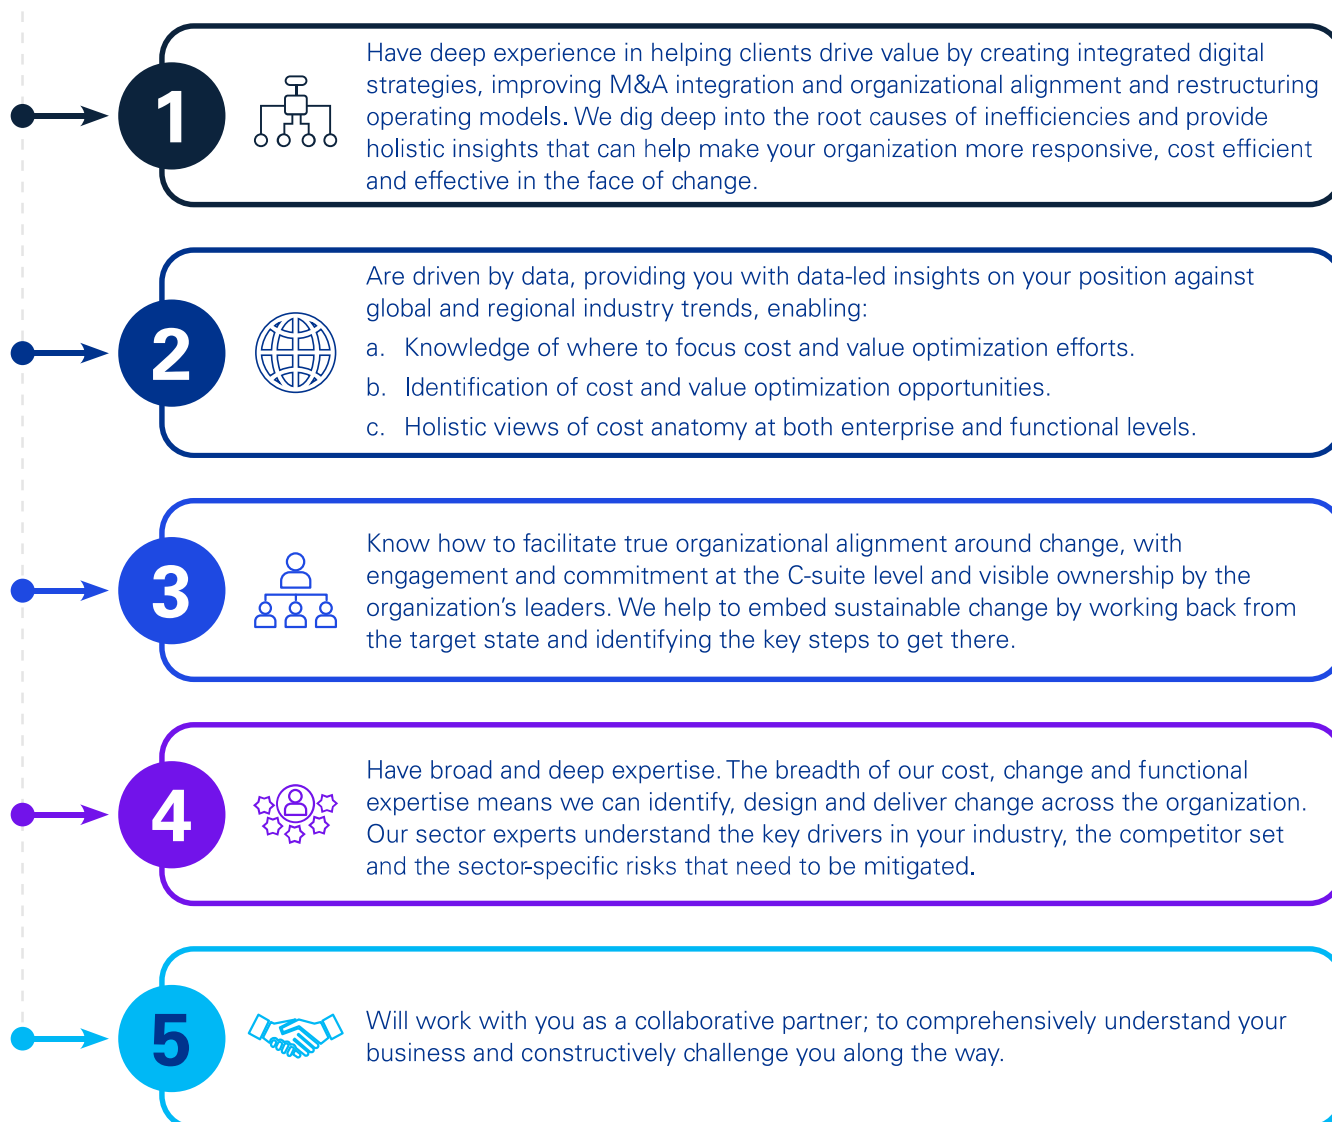 1
Have deep experience in helping clients drive value by creating integrated digital
strategies, improving M&A integration and organizational alignment and restructuring
operating models. We dig deep into the root causes of inefficiencies and provide
holistic insights that can help make your organization more responsive, cost efficient
and effective in the face of change.
2
Are driven by data, providing you with data-led insights on your position against
global and regional industry trends, enabling:
a. Knowledge of where to focus cost and value optimization efforts.
b. Identification of cost and value optimization opportunities.
c. Holistic views of cost anatomy at both enterprise and functional levels.
3
Know how to facilitate true organizational alignment around change, with
engagement and commitment at the C-suite level and visible ownership by the
organization’s leaders. We help to embed sustainable change by working back from
the target state and identifying the key steps to get there.
4
Have broad and deep expertise. The breadth of our cost, change and functional
expertise means we can identify, design and deliver change across the organization.
Our sector experts understand the key drivers in your industry, the competitor set
and the sector-specific risks that need to be mitigated.
5
Will work with you as a collaborative partner; to comprehensively understand your
business and constructively challenge you along the way.